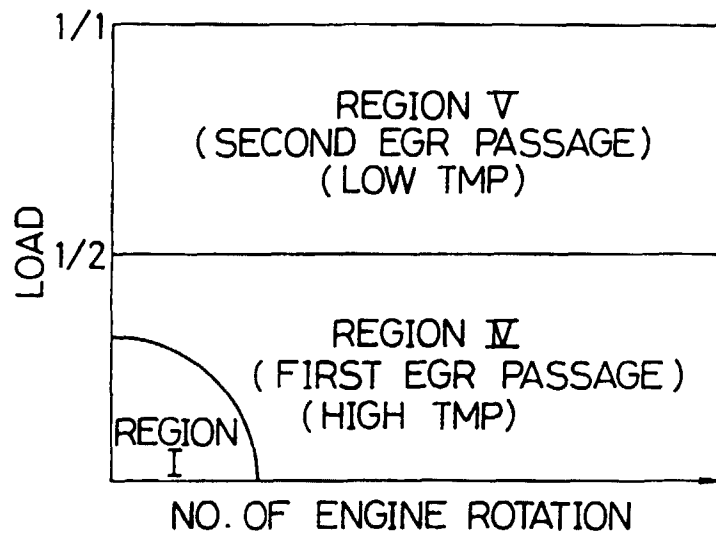 1/1
REGION V
(SECOND EGR PASSAGE)
(LOW TMP)
LOAD
1/2
REGION IV
(FIRST EGR PASSAGE)
(HIGH TMP)
REGION
I
NO. OF ENGINE ROTATION